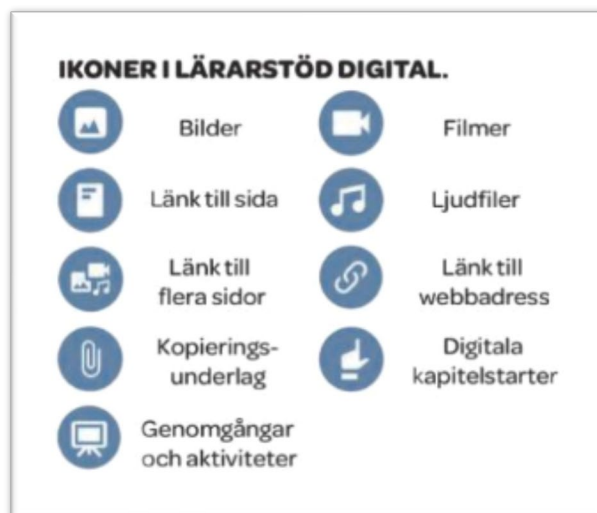 IKONER I LÄRARSTÖD DIGITAL.
Bilder
Filmer
Länk till sida
Ljudfiler
Länk till
flera sidor
Länk till
webbadress
Kopierings-
underlag
Digitala
kapitelstarter
Genomgångar
och aktiviteter